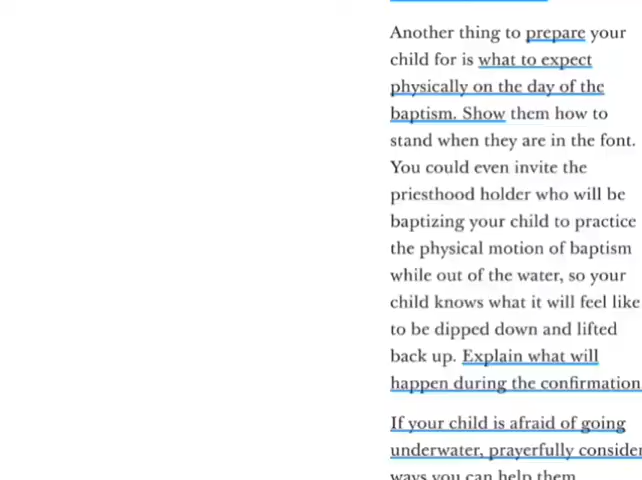 Another thing to prepare your
child for is what to expect
physically on the day of the
baptism. Show them how to
stand when they are in the font.
You could even invite the
priesthood holder who will be
baptizing your child to practice
the physical motion of baptism
while out of the water, so your
child knows what it will feel like
to be dipped down and lifted
back up. Explain what will
happen during the confirmation
If your child is afraid of going
underwater, prayerfully consider
ways you can help them